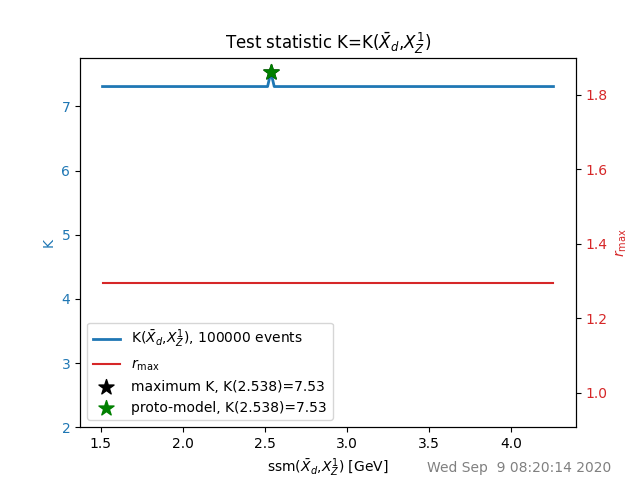 Test statistic K=K(X̄_d,X_Z^1)
7
6
5
4
3
2
K
1.8
1.6
1.4
1.2
1.0
r_max
K(X̄_d,X_Z^1), 100000 events
r_max
maximum K, K(2.538)=7.53
proto-model, K(2.538)=7.53
1.5 2.0 2.5 3.0 3.5 4.0
ssm(X̄_d,X_Z^1) [GeV]
Wed Sep  9 08:20:14 2020